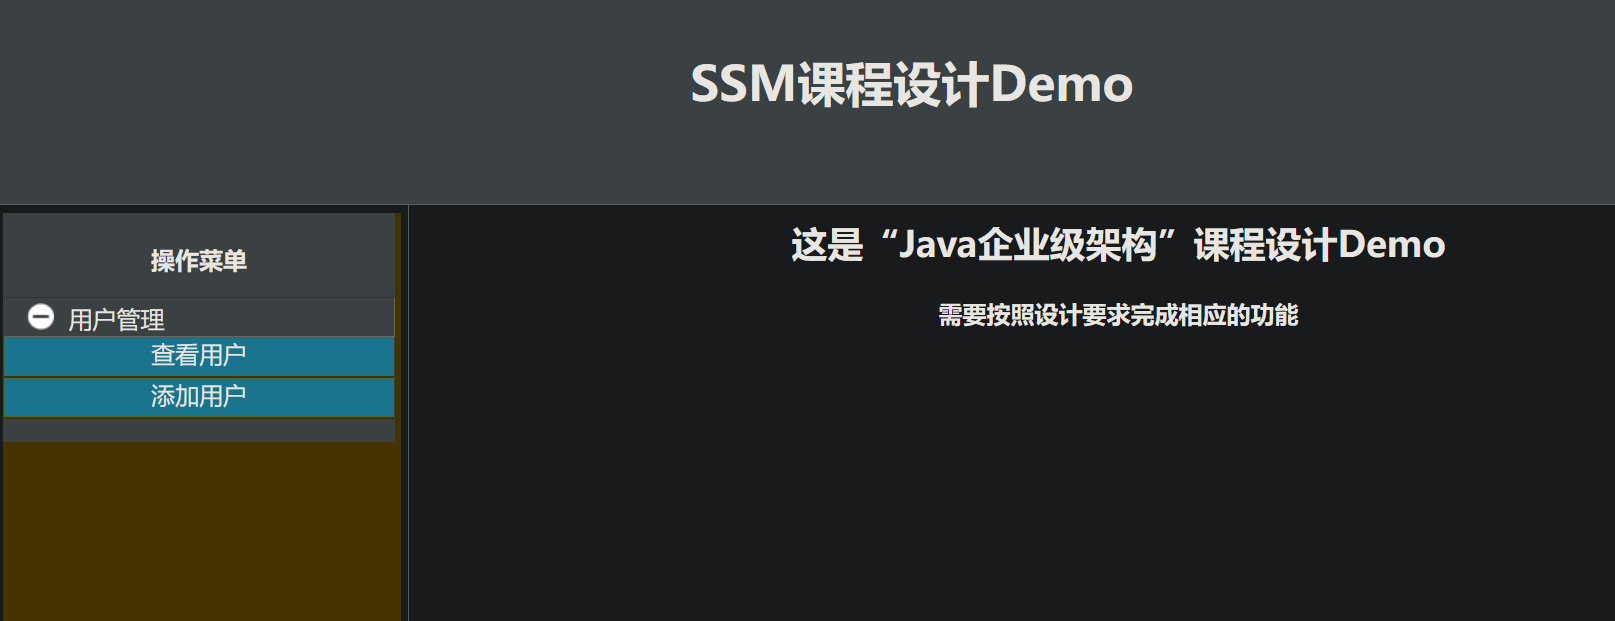 SSM课程设计Demo
操作菜单
用户管理
查看用户
添加用户
这是“Java企业级架构”课程设计Demo
需要按照设计要求完成相应的功能